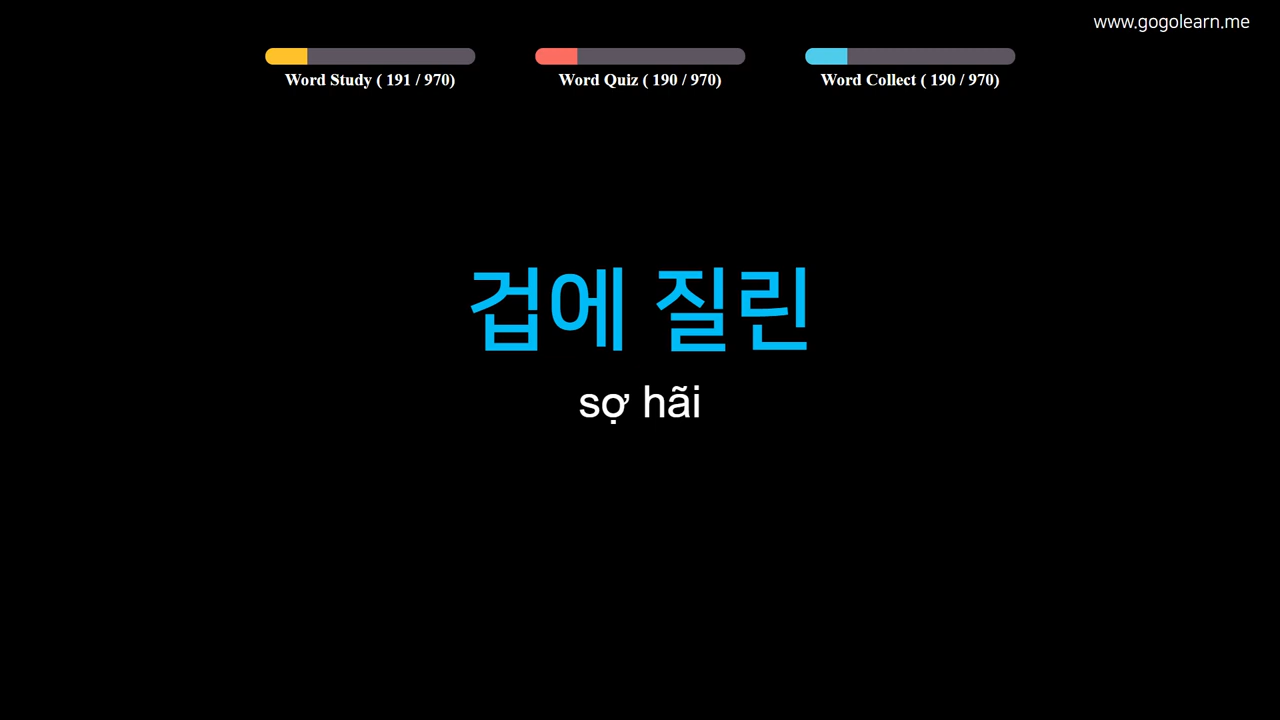 www.gogolearn.me
Word Study ( 191 / 970)
Word Quiz ( 190 / 970)
Word Collect ( 190 / 970)
겁에 질린
sợ hãi